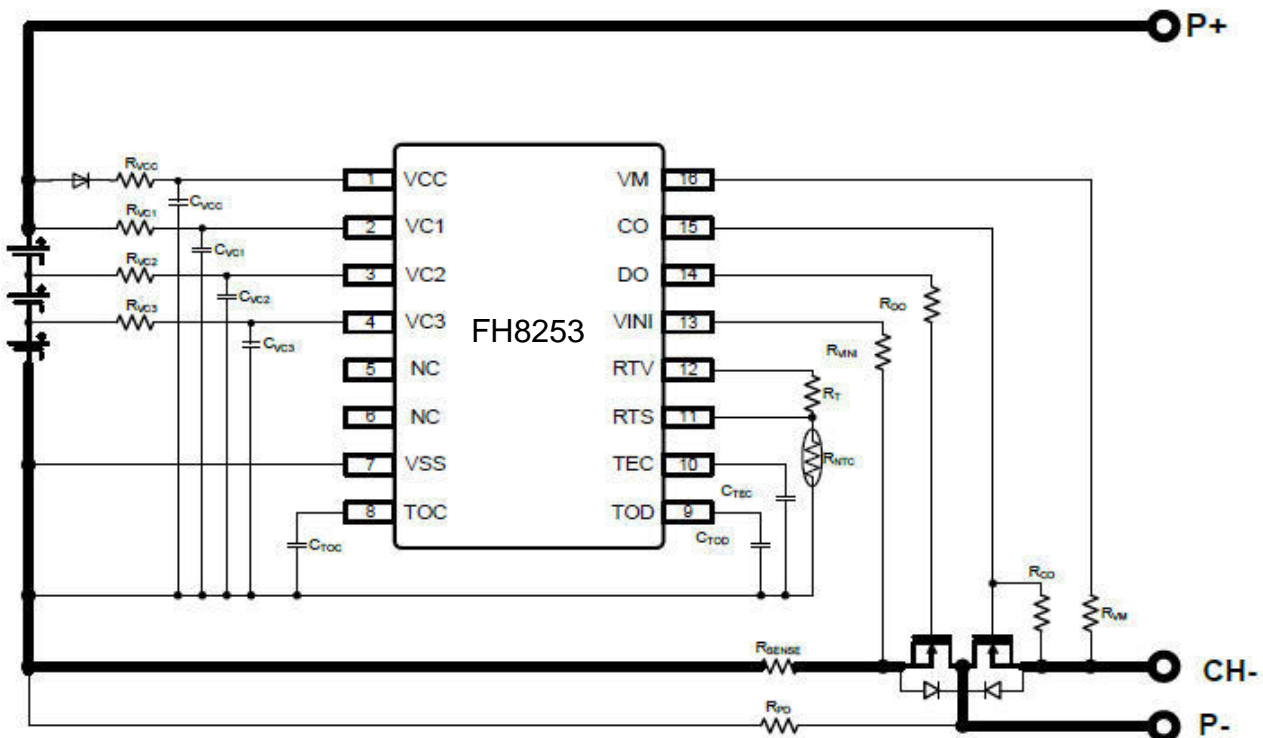 P+
RVCC
CVCC
RVC1
CVC1
RVC2
CVC2
RVC3
CVC3
1 VCC
2 VC1
3 VC2
4 VC3
5 NC
6 NC
7 VSS
8 TOC
FH8253
VM 16
CO 15
DO 14
VINI 13
RTV 12
RTS 11
TEC 10
TOD 9
RDO
RVINI
RT
RNTC
CTEC
CTOD
CTOC
RCO
RVM
RSENSE
CH-
RPD
P-